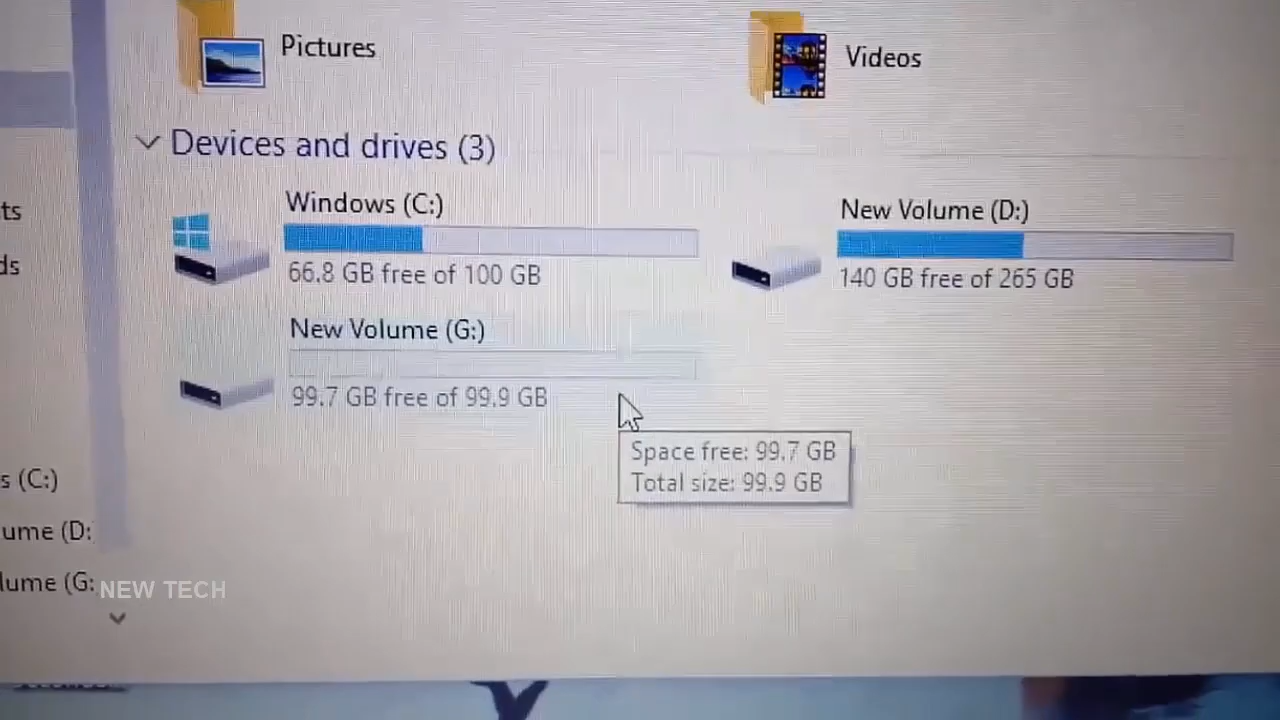 Pictures
Videos
Devices and drives (3)
Windows (C:)
66.8 GB free of 100 GB
New Volume (D:)
140 GB free of 265 GB
New Volume (G:)
99.7 GB free of 99.9 GB
Space free: 99.7 GB
Total size: 99.9 GB
ts
ds
s (C:)
ume (D:
lume (G:
NEW TECH